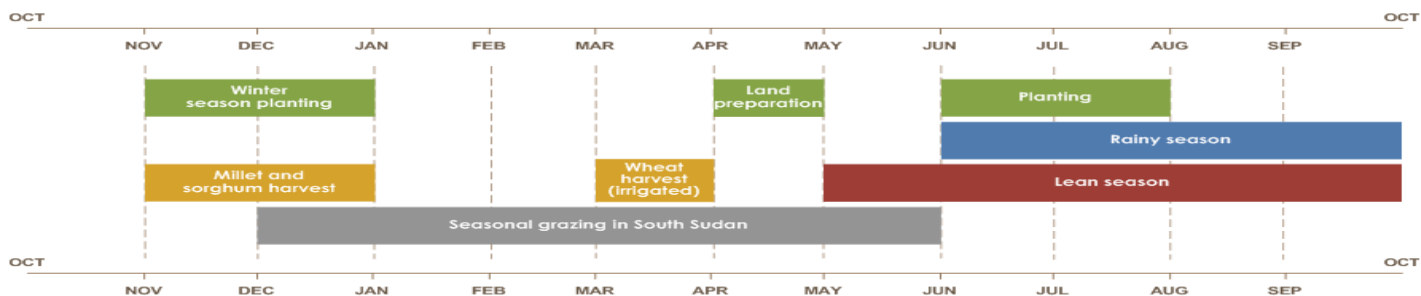 OCT OCT
NOV DEC JAN FEB MAR APR MAY JUN JUL AUG SEP
Winter
season planting
Land
preparation
Planting
Rainy season
Millet and
sorghum harvest
Wheat
harvest
(irrigated)
Lean season
Seasonal grazing in South Sudan
OCT OCT
NOV DEC JAN FEB MAR APR MAY JUN JUL AUG SEP